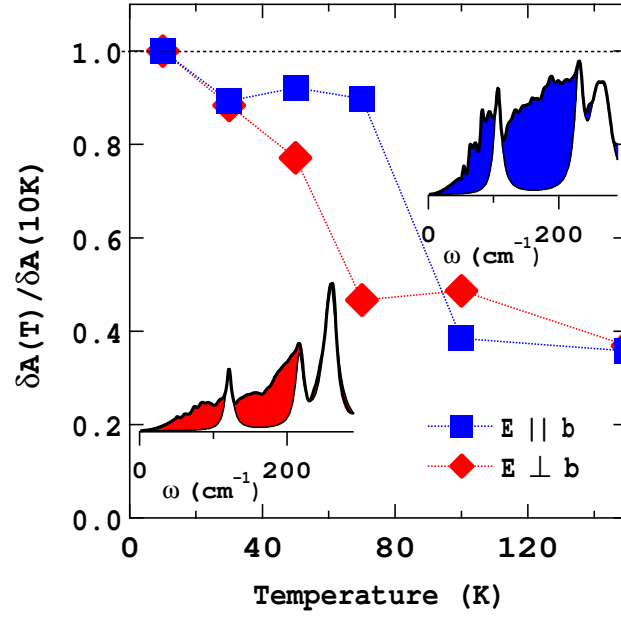 1.0
0.8
0.6
0.4
0.2
0.0
δA(T)/δA(10K)
0
200
ω (cm⁻¹)
0
200
ω (cm⁻¹)
E || b
E ⊥ b
0
40
80
120
Temperature (K)